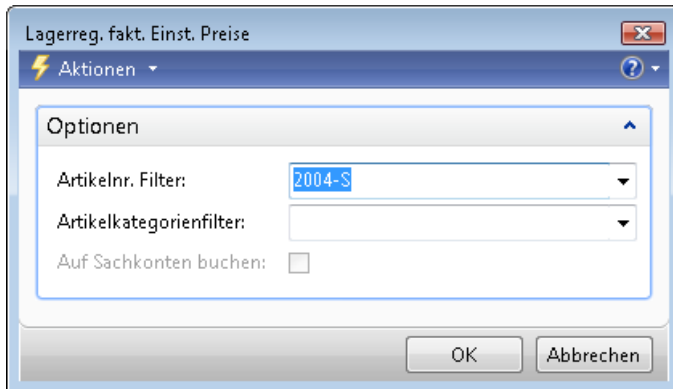 Lagerreg. fakt. Einst. Preise
Aktionen
Optionen
Artikelnr. Filter: 2004-S
Artikelkategorienfilter:
Auf Sachkonten buchen:
OK Abbrechen